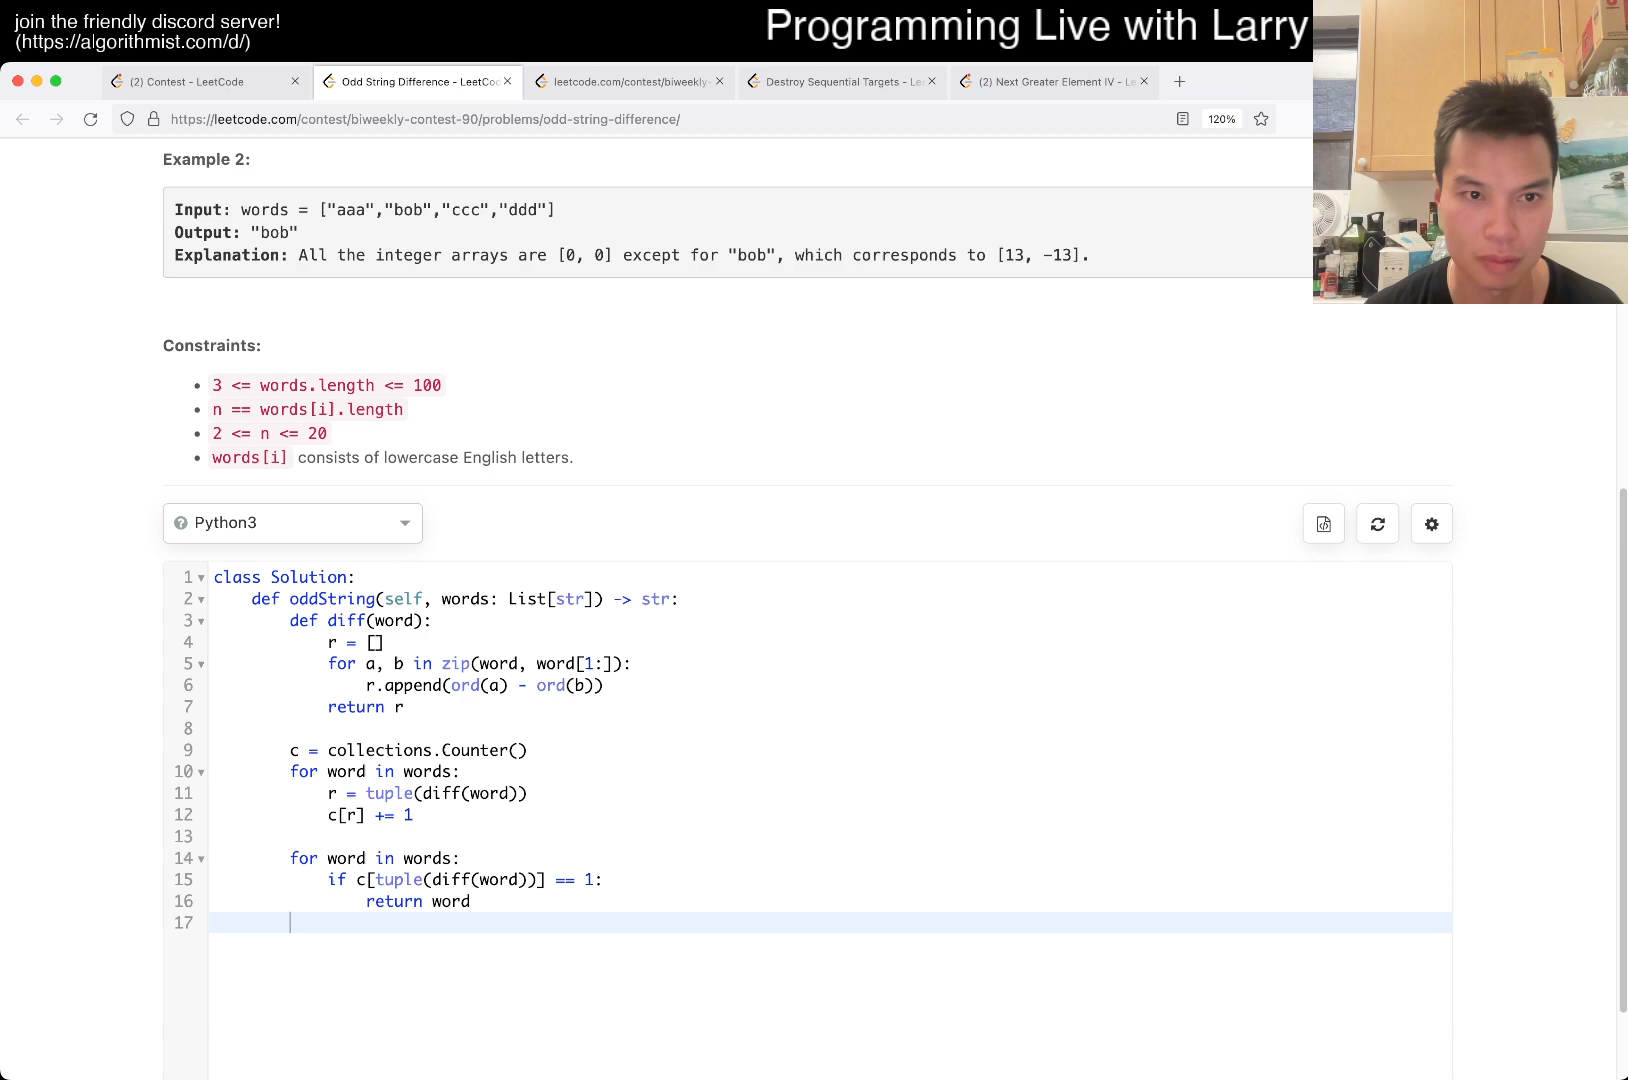 join the friendly discord server!
(https://algorithmist.com/d/)
Programming Live with Larry
(2) Contest - LeetCode
Odd String Difference - LeetCoc
leetcode.com/contest/biweekly-
Destroy Sequential Targets - Lee
(2) Next Greater Element IV - Le
https://leetcode.com/contest/biweekly-contest-90/problems/odd-string-difference/
120%
Example 2:
Input: words = ["aaa","bob","ccc","ddd"]
Output: "bob"
Explanation: All the integer arrays are [0, 0] except for "bob", which corresponds to [13, -13].
Constraints:
3 <= words.length <= 100
n == words[i].length
2 <= n <= 20
words[i] consists of lowercase English letters.
Python3
1 class Solution:
2 def oddString(self, words: List[str]) -> str:
3 def diff(word):
4 r = []
5 for a, b in zip(word, word[1:]):
6 r.append(ord(a) - ord(b))
7 return r
8
9 c = collections.Counter()
10 for word in words:
11 r = tuple(diff(word))
12 c[r] += 1
13
14 for word in words:
15 if c[tuple(diff(word))] == 1:
16 return word
17